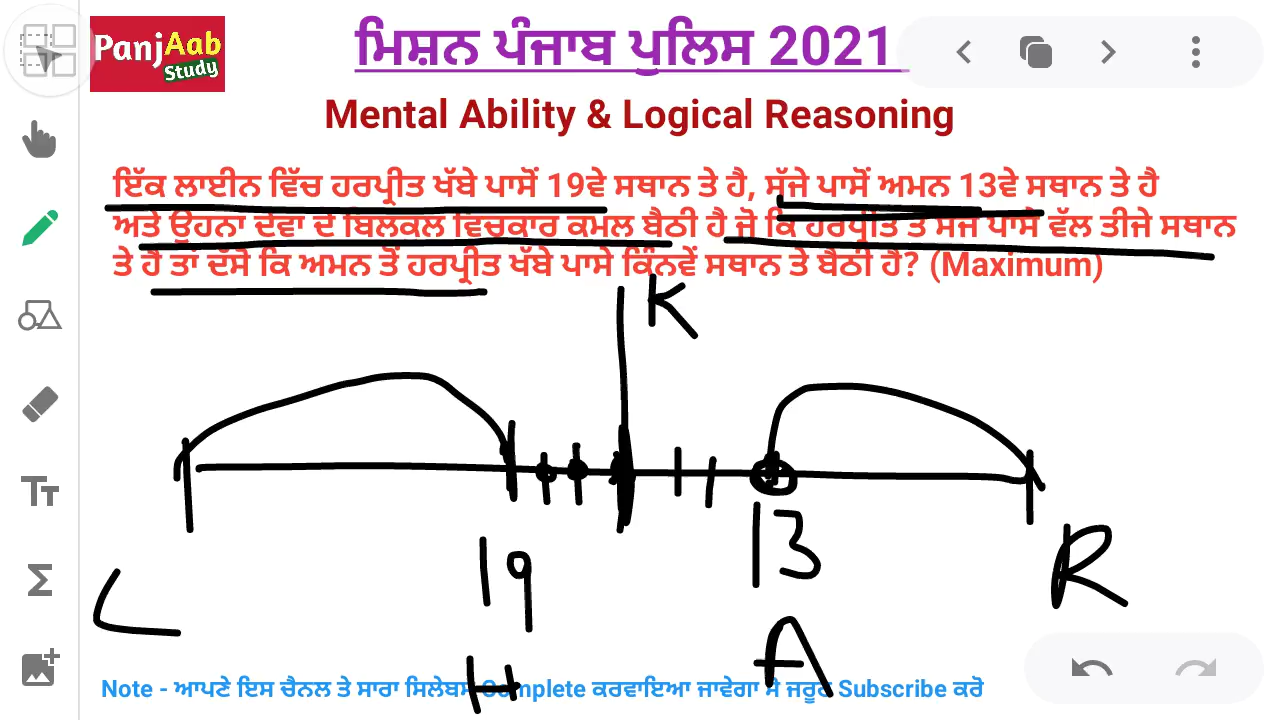 PanjAab
Study
ਮਿਸ਼ਨ ਪੰਜਾਬ ਪੁਲਿਸ 2021
Mental Ability & Logical Reasoning
ਇੱਕ ਲਾਈਨ ਵਿੱਚ ਹਰਪ੍ਰੀਤ ਖੱਬੇ ਪਾਸੋਂ 19ਵੇ ਸਥਾਨ ਤੇ ਹੈ, ਸੱਜੇ ਪਾਸੋਂ ਅਮਨ 13ਵੇ ਸਥਾਨ ਤੇ ਹੈ
ਅਤੇ ਉਹਨਾ ਦੋਵਾਂ ਦੇ ਬਿਲਕੁਲ ਵਿਚਕਾਰ ਕਮਲ ਬੈਠੀ ਹੈ ਜੋ ਕਿ ਹਰਪ੍ਰੀਤ ਤੋਂ ਸੱਜੇ ਪਾਸੇ ਵੱਲ ਤੀਜੇ ਸਥਾਨ
ਤੇ ਹੈ ਤਾਂ ਦੱਸੋ ਕਿ ਅਮਨ ਤੋਂ ਹਰਪ੍ਰੀਤ ਖੱਬੇ ਪਾਸੇ ਕਿੰਨਵੇਂ ਸਥਾਨ ਤੇ ਬੈਠੀ ਹੈ? (Maximum)
K
19
13
L
R
H
A
Note - ਆਪਣੇ ਇਸ ਚੈਨਲ ਤੇ ਸਾਰਾ ਸਿਲੇਬਸ Complete ਕਰਵਾਇਆ ਜਾਵੇਗਾ ਸੋ ਜਰੂਰ Subscribe ਕਰੋ